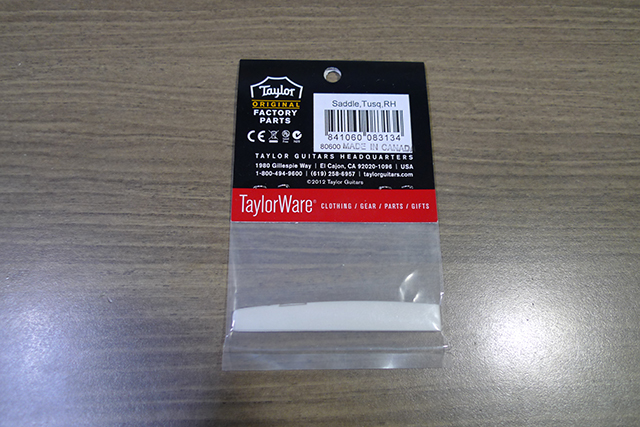 Taylor
ORIGINAL
FACTORY
PARTS
Saddle,Tusq,RH
841060 083134
80600 MADE IN CANADA
TAYLOR GUITARS HEADQUARTERS
1980 Gillespie Way | El Cajon, CA 92020-1096 | USA
1-800-494-9600 | (619) 258-6957 | taylorguitars.com
©2012 Taylor Guitars
TaylorWare® CLOTHING / GEAR / PARTS / GIFTS